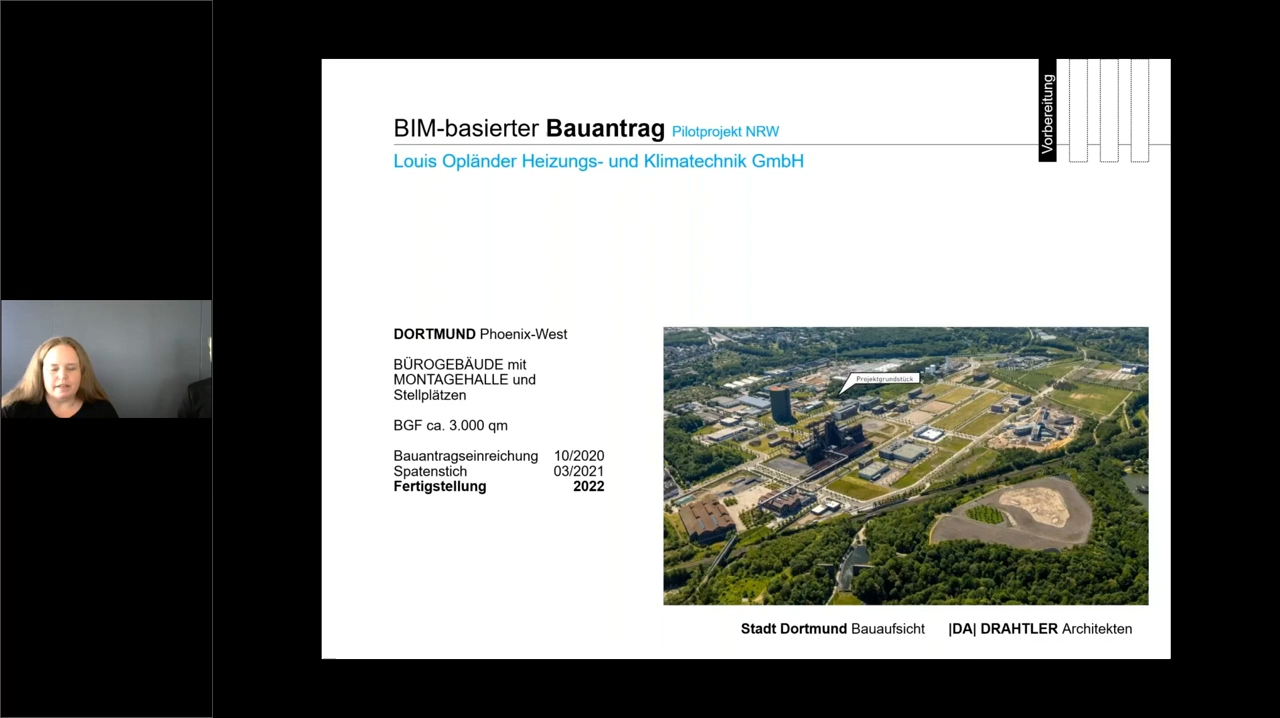 Vorbereitung
BIM-basierter Bauantrag Pilotprojekt NRW
Louis Opländer Heizungs- und Klimatechnik GmbH
DORTMUND Phoenix-West
BÜROGEBÄUDE mit
MONTAGEHALLE und
Stellplätzen
BGF ca. 3.000 qm
Bauantragseinreichung 10/2020
Spatenstich 03/2021
Fertigstellung 2022
Projektgrundstück
Stadt Dortmund Bauaufsicht |DA| DRAHTLER Architekten